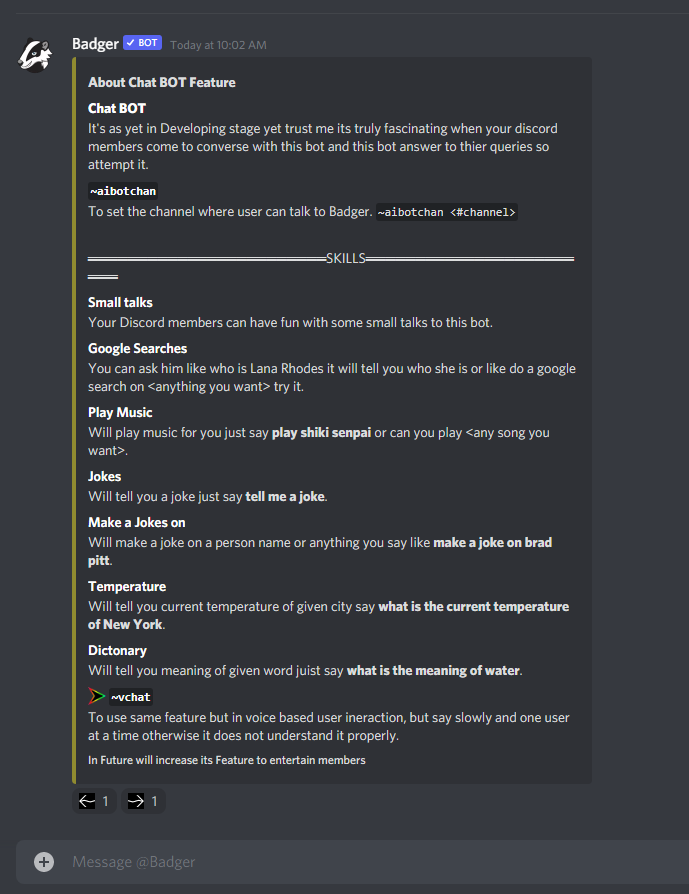 Badger ✓ BOT Today at 10:02 AM
About Chat BOT Feature
Chat BOT
It's as yet in Developing stage yet trust me its truly fascinating when your discord
members come to converse with this bot and this bot answer to thier queries so
attempt it.
~aibotchan
To set the channel where user can talk to Badger. ~aibotchan <#channel>
══════════════════════SKILLS═══════════════════
═══
Small talks
Your Discord members can have fun with some small talks to this bot.
Google Searches
You can ask him like who is Lana Rhodes it will tell you who she is or like do a google
search on <anything you want> try it.
Play Music
Will play music for you just say play shiki senpai or can you play <any song you
want>.
Jokes
Will tell you a joke just say tell me a joke.
Make a Jokes on
Will make a joke on a person name or anything you say like make a joke on brad
pitt.
Temperature
Will tell you current temperature of given city say what is the current temperature
of New York.
Dictonary
Will tell you meaning of given word juist say what is the meaning of water.
~vchat
To use same feature but in voice based user ineraction, but say slowly and one user
at a time otherwise it does not understand it properly.
In Future will increase its Feature to entertain members
1 1
Message @Badger